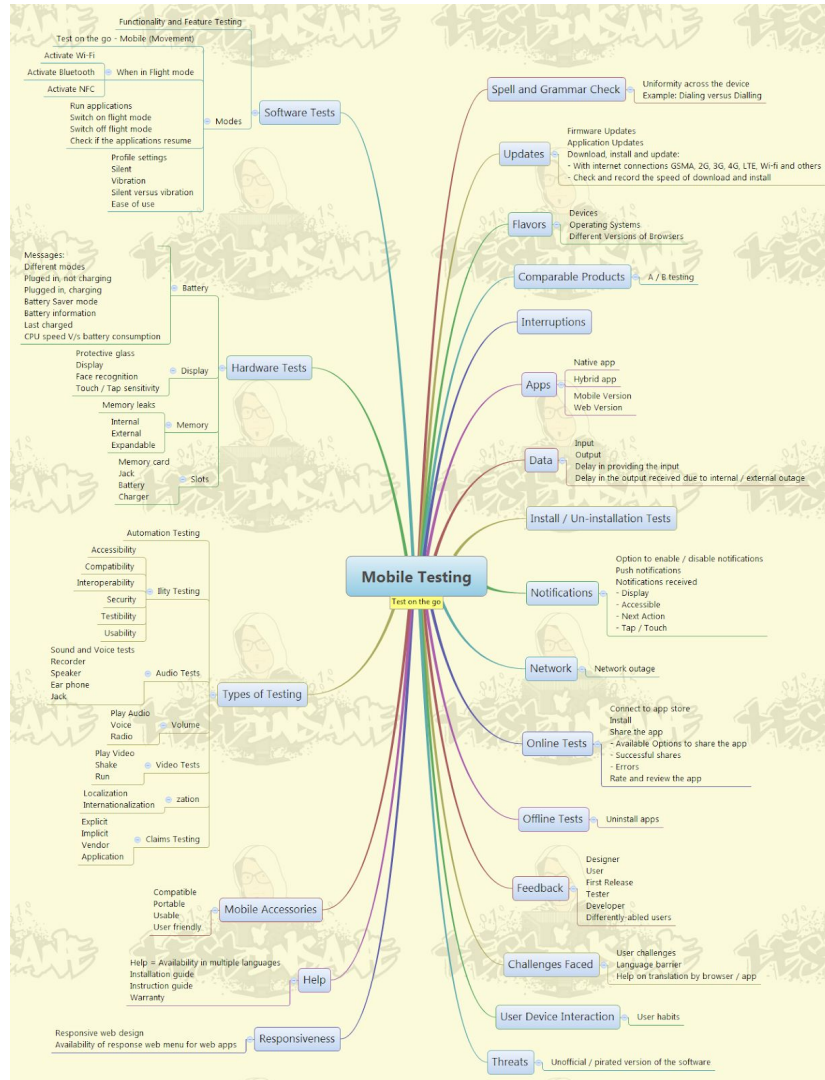 Mobile Testing
Test on the go
Software Tests
Functionality and Feature Testing
Test on the go - Mobile (Movement)
Modes
When in Flight mode
Activate Wi-Fi
Activate Bluetooth
Activate NFC
Run applications
Switch on flight mode
Switch off flight mode
Check if the applications resume
Profile settings
Silent
Vibration
Silent versus vibration
Ease of use
Hardware Tests
Battery
Messages:
Different modes
Pluged in, not charging
Plugged in, charging
Battery Saver mode
Battery information
Last charged
CPU speed V/s battery consumption
Display
Protective glass
Display
Face recognition
Touch / Tap sensitivity
Memory
Memory leaks
Internal
External
Expandable
Slots
Memory card
Jack
Battery
Charger
Types of Testing
Automation Testing
Ility Testing
Accessibility
Compatibility
Interoperability
Security
Testibility
Usability
Audio Tests
Sound and Voice tests
Recorder
Speaker
Ear phone
Jack
Volume
Play Audio
Voice
Radio
Video Tests
Play Video
Shake
Run
zation
Localization
Internationalization
Claims Testing
Explicit
Implicit
Vendor
Application
Mobile Accessories
Compatible
Portable
Usable
User friendly
Help
Help = Availability in multiple languages
Installation guide
Instruction guide
Warranty
Responsiveness
Responsive web design
Availability of response web menu for web apps
Spell and Grammar Check
Uniformity across the device
Example: Dialing versus Dialling
Updates
Firmware Updates
Application Updates
Download, install and update:
- With internet connections GSMA, 2G, 3G, 4G, LTE, Wi-fi and others
- Check and record the speed of download and install
Flavors
Devices
Operating Systems
Different Versions of Browsers
Comparable Products
A / B testing
Interruptions
Apps
Native app
Hybrid app
Mobile Version
Web Version
Data
Input
Output
Delay in providing the input
Delay in the output received due to internal / external outage
Install / Un-installation Tests
Notifications
Option to enable / disable notifications
Push notifications
Notifications received
- Display
- Accessible
- Next Action
- Tap / Touch
Network
Network outage
Online Tests
Connect to app store
Install
Share the app
- Available Options to share the app
- Successful shares
- Errors
Rate and review the app
Offline Tests
Uninstall apps
Feedback
Designer
User
First Release
Tester
Developer
Differently-abled users
Challenges Faced
User challenges
Language barrier
Help on translation by browser / app
User Device Interaction
User habits
Threats
Unofficial / pirated version of the software